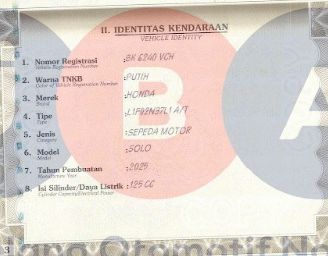 II. IDENTITAS KENDARAAN
VEHICLE IDENTITY
1. Nomor Registrasi : BK 6240 VCH
Vehicle Registration Number
2. Warna TNKB : PUTIH
Color of Vehicle Registration Number
3. Merek : HONDA
Brand
4. Tipe : L1F02N37L1 A/T
Type
5. Jenis : SEPEDA MOTOR
Category
6. Model : SOLO
Model
7. Tahun Pembuatan : 2025
Manufacture Year
8. Isi Silinder/Daya Listrik : 125 CC
Cylinder Capacity/Electrical Power
3
B
A